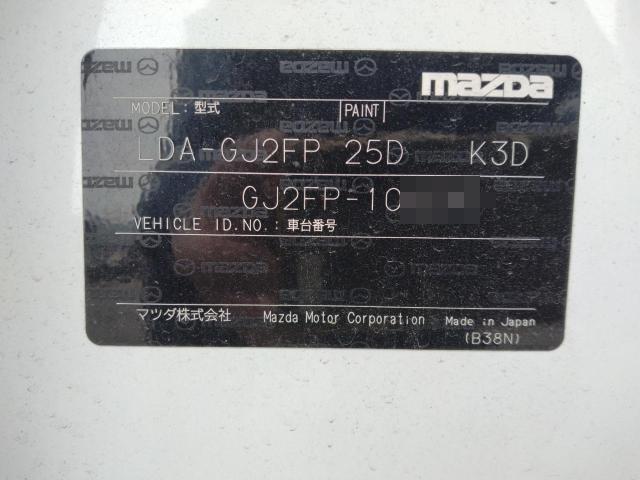 mazda
MODEL: 型式 PAINT
LDA-GJ2FP 25D K3D
GJ2FP-10
VEHICLE ID.NO.: 車台番号
マツダ株式会社 Mazda Motor Corporation Made in Japan
(B38N)